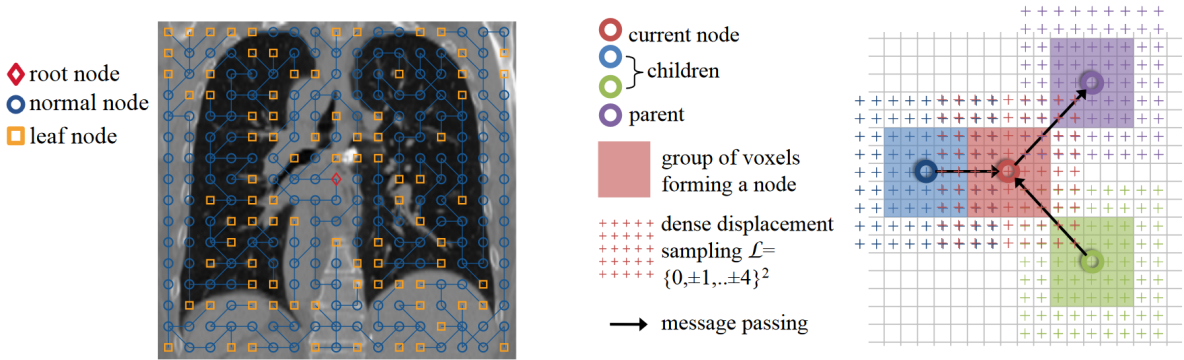 root node
normal node
leaf node
current node
children
parent
group of voxels
forming a node
dense displacement
sampling ℒ=
{0,±1,..±4}²
message passing